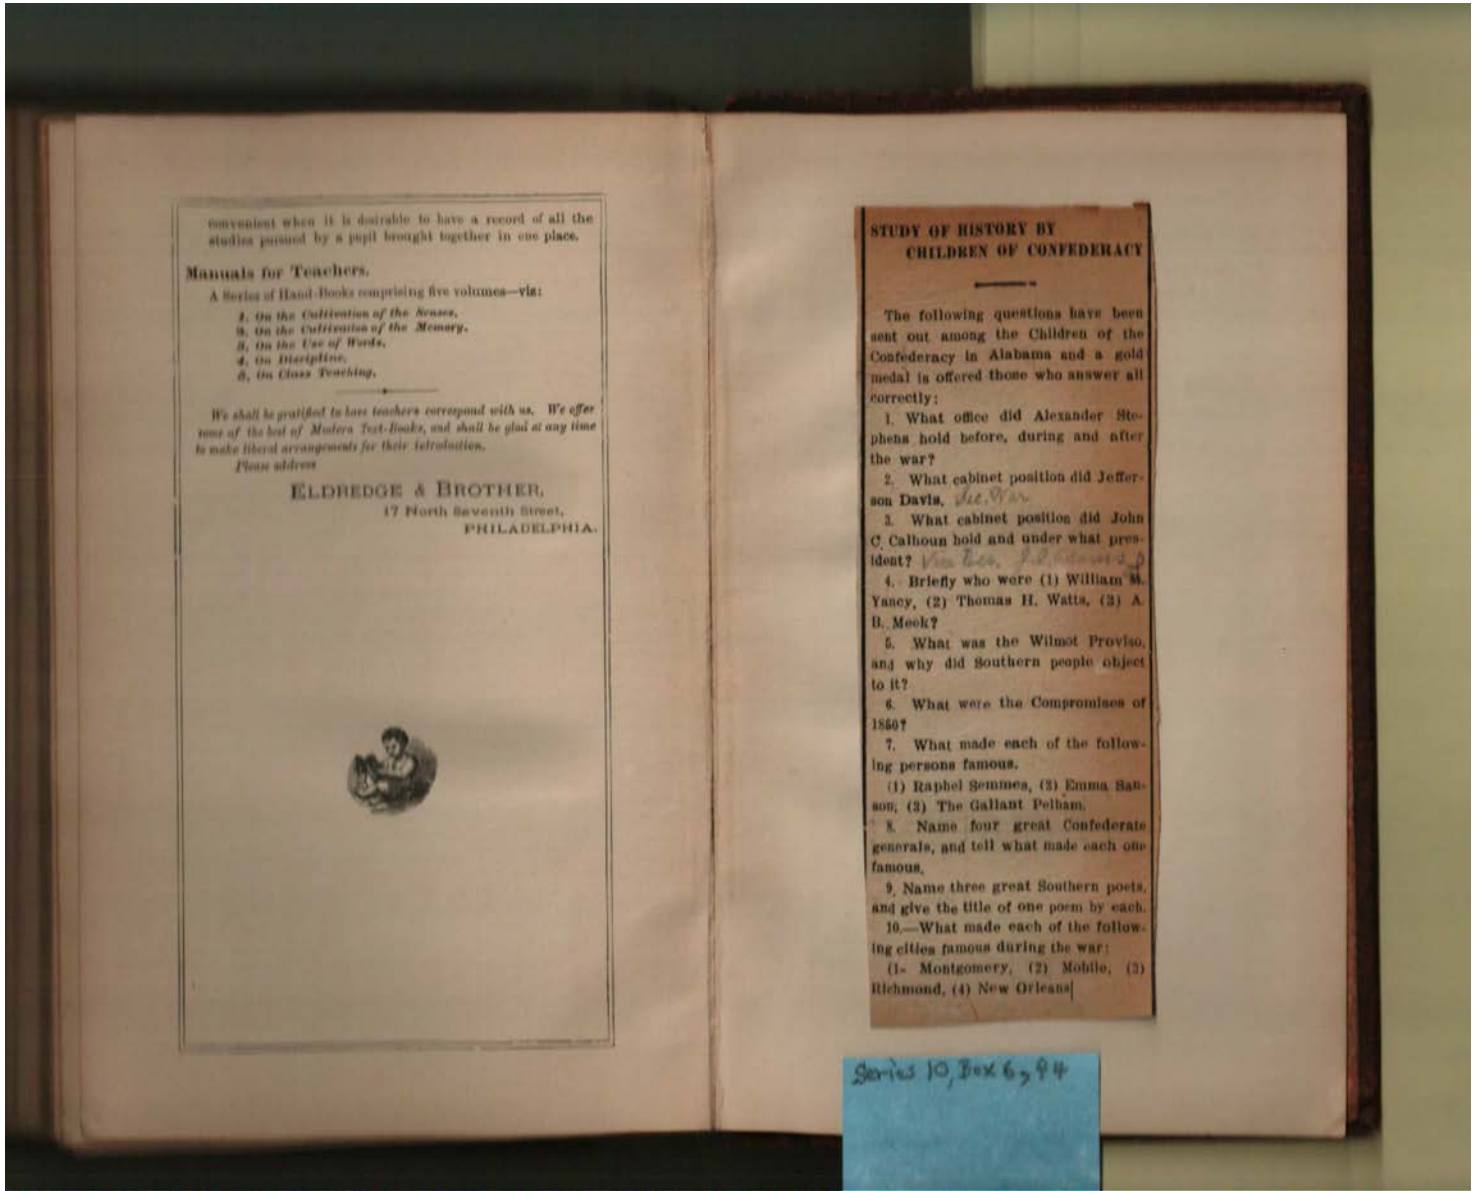 convenient when it is desirable to have a record of all the
studies pursued by a pupil brought together in one place.
Manuals for Teachers.
A Series of Hand-Books comprising five volumes—viz:
1. On the Cultivation of the Senses.
2. On the Cultivation of the Memory.
3. On the Use of Words.
4. On Discipline.
5. On Class Teaching.
We shall be gratified to have teachers correspond with us. We offer
some of the best of Modern Text-Books, and shall be glad at any time
to make liberal arrangements for their introduction.
Please address
ELDREDGE & BROTHER,
17 North Seventh Street,
PHILADELPHIA.
STUDY OF HISTORY BY
CHILDREN OF CONFEDERACY
The following questions have been
sent out among the Children of the
Confederacy in Alabama and a gold
medal is offered those who answer all
correctly:
1. What office did Alexander Ste-
phens hold before, during and after
the war?
2. What cabinet position did Jeffer-
son Davis. Sec. War
3. What cabinet position did John
C. Calhoun hold and under what pres-
ident? Vice Pres. J. Q. Adams
4. Briefly who were (1) William M.
Yancy, (2) Thomas H. Watts, (3) A.
B. Meek?
5. What was the Wilmot Proviso,
and why did Southern people object
to it?
6. What were the Compromises of
1850?
7. What made each of the follow-
ing persons famous.
(1) Raphel Semmes, (2) Emma San-
son, (3) The Gallant Pelham.
8. Name four great Confederate
generals, and tell what made each one
famous.
9. Name three great Southern poets,
and give the title of one poem by each.
10.—What made each of the follow-
ing cities famous during the war:
(1- Montgomery, (2) Mobile, (3)
Richmond, (4) New Orleans
Series 10, Box 6, 94